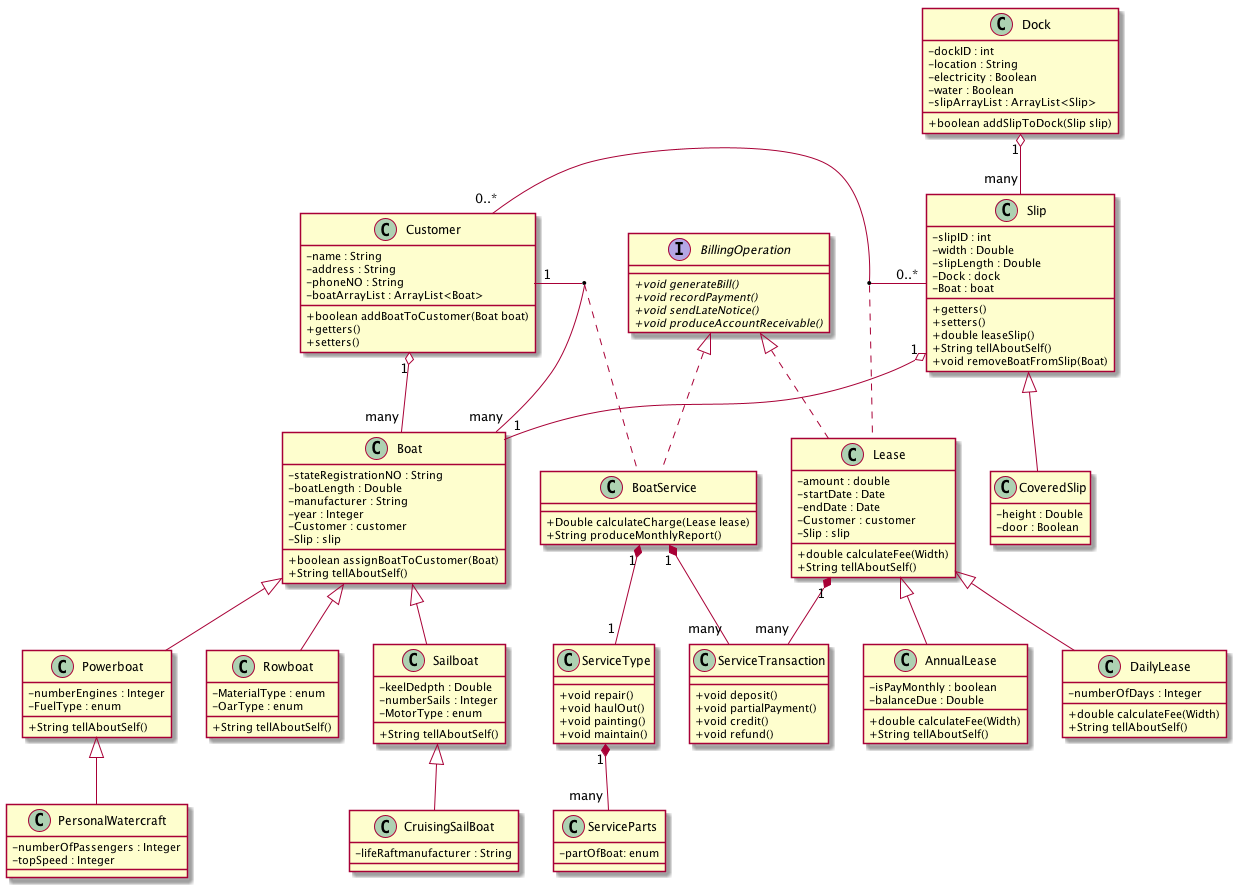 C Dock
-dockID : int
-location : String
-electricity : Boolean
-water : Boolean
-slipArrayList : ArrayList<Slip>
+boolean addSlipToDock(Slip slip)
1
many
0..*
C Customer
-name : String
-address : String
-phoneNO : String
-boatArrayList : ArrayList<Boat>
+boolean addBoatToCustomer(Boat boat)
+getters()
+setters()
1
I BillingOperation
+void generateBill()
+void recordPayment()
+void sendLateNotice()
+void produceAccountReceivable()
0..*
C Slip
-slipID : int
-width : Double
-slipLength : Double
-Dock : dock
-Boat : boat
+getters()
+setters()
+double leaseSlip()
+String tellAboutSelf()
+void removeBoatFromSlip(Boat)
1
1
many
many
1
C Boat
-stateRegistrationNO : String
-boatLength : Double
-manufacturer : String
-year : Integer
-Customer : customer
-Slip : slip
+boolean assignBoatToCustomer(Boat)
+String tellAboutSelf()
C BoatService
+Double calculateCharge(Lease lease)
+String produceMonthlyReport()
C Lease
-amount : double
-startDate : Date
-endDate : Date
-Customer : customer
-Slip : slip
+double calculateFee(Width)
+String tellAboutSelf()
C CoveredSlip
-height : Double
-door : Boolean
1
1
1
1
many
many
C Powerboat
-numberEngines : Integer
-FuelType : enum
+String tellAboutSelf()
C Rowboat
-MaterialType : enum
-OarType : enum
+String tellAboutSelf()
C Sailboat
-keelDedpth : Double
-numberSails : Integer
-MotorType : enum
+String tellAboutSelf()
C ServiceType
+void repair()
+void haulOut()
+void painting()
+void maintain()
C ServiceTransaction
+void deposit()
+void partialPayment()
+void credit()
+void refund()
C AnnualLease
-isPayMonthly : boolean
-balanceDue : Double
+double calculateFee(Width)
+String tellAboutSelf()
C DailyLease
-numberOfDays : Integer
+double calculateFee(Width)
+String tellAboutSelf()
1
many
C PersonalWatercraft
-numberOfPassengers : Integer
-topSpeed : Integer
C CruisingSailBoat
-lifeRaftmanufacturer : String
C ServiceParts
-partOfBoat: enum